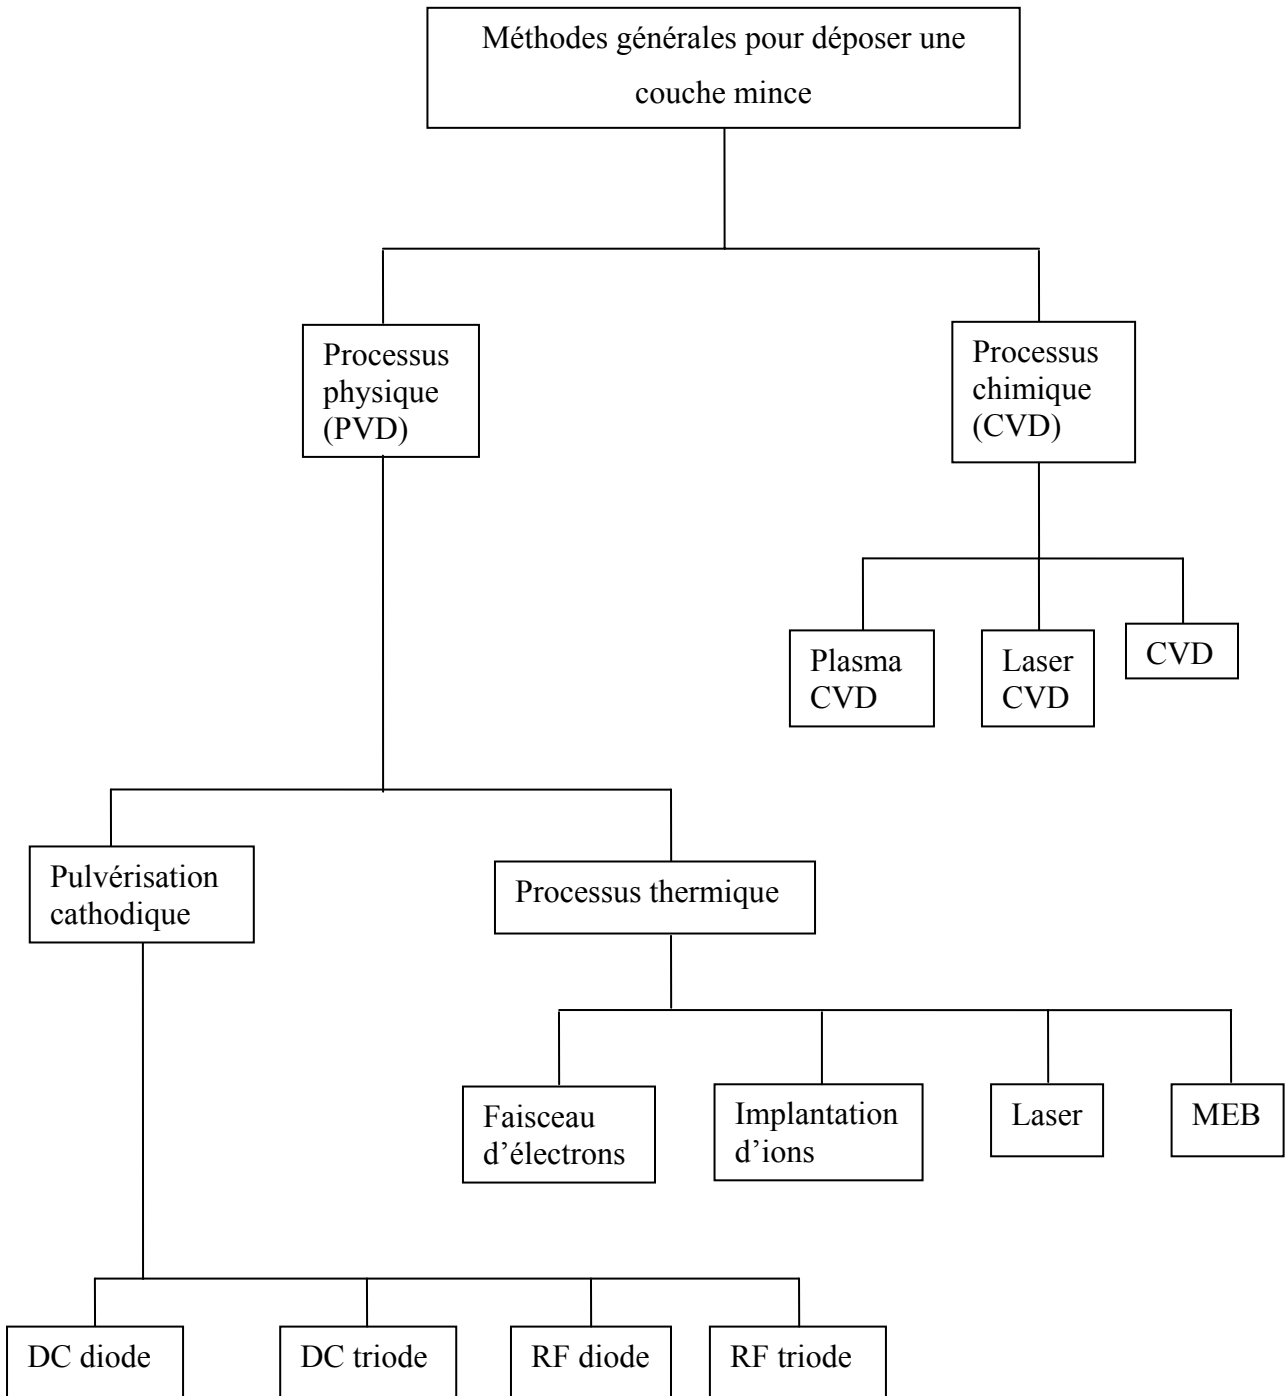 Méthodes générales pour déposer une
couche mince
Processus
physique
(PVD)
Processus
chimique
(CVD)
Plasma
CVD
Laser
CVD
CVD
Pulvérisation
cathodique
Processus thermique
Faisceau
d’électrons
Implantation
d’ions
Laser
MEB
DC diode
DC triode
RF diode
RF triode